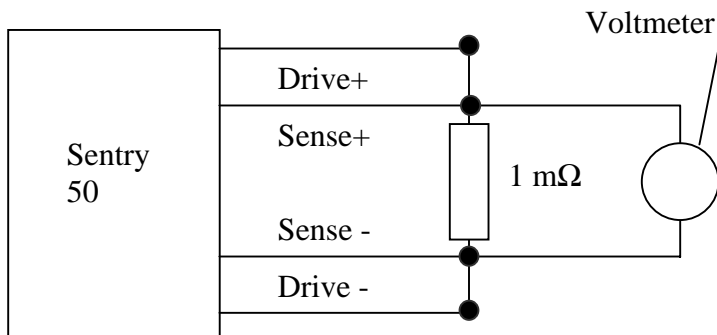 Voltmeter
Drive+
Sense+
Sentry
50
1 mΩ
Sense -
Drive -